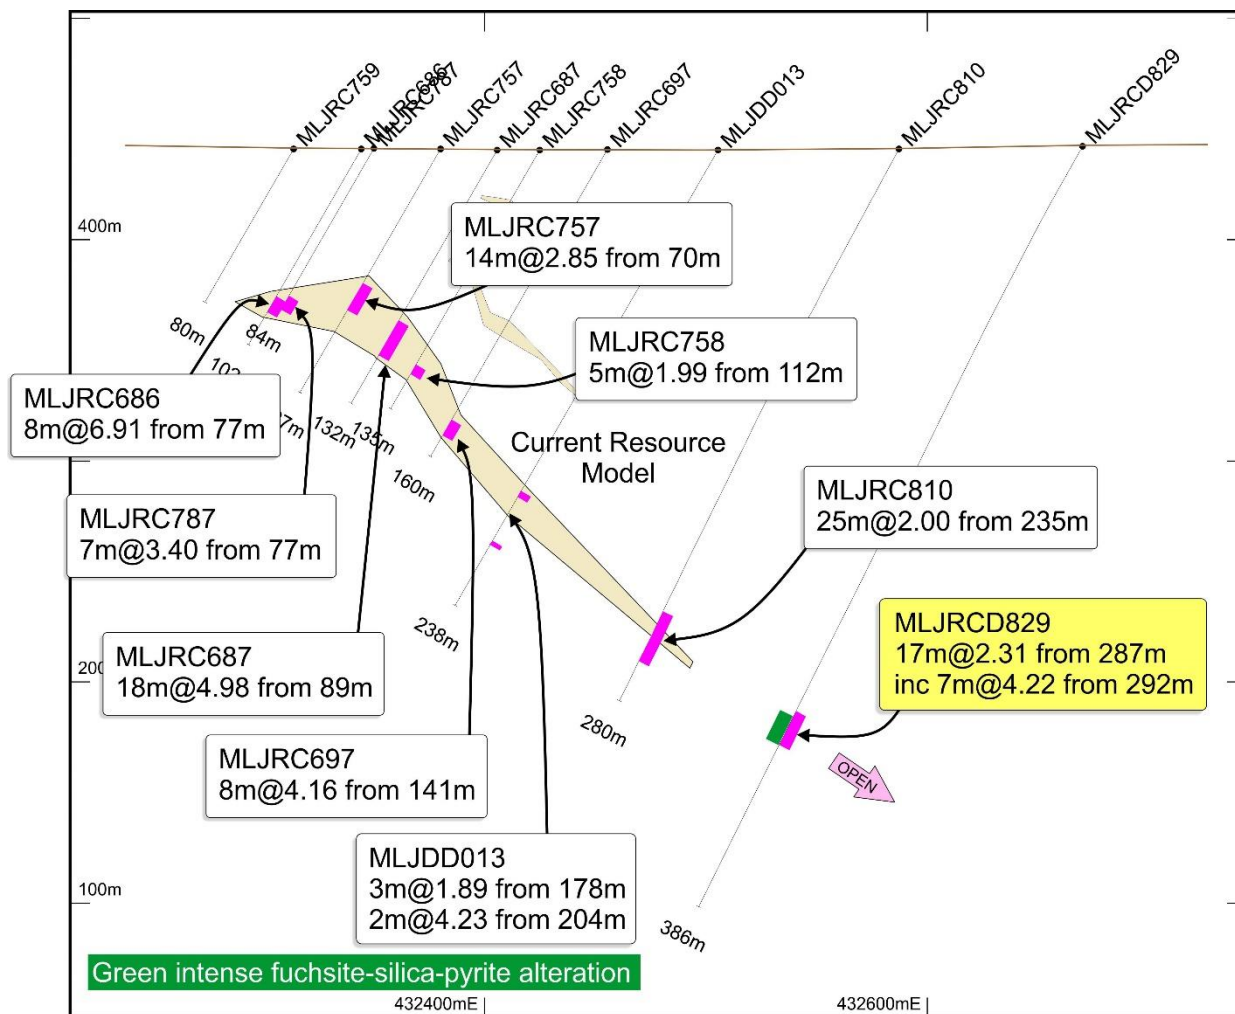 MLJRC759
MLJRC686
MLJRC787
MLJRC757
MLJRC687
MLJRC758
MLJRC697
MLJDD013
MLJRC810
MLJRCD829
400m
MLJRC757
14m@2.85 from 70m
80m
84m
MLJRC758
5m@1.99 from 112m
MLJRC686
8m@6.91 from 77m
132m
135m
160m
Current Resource
Model
MLJRC810
25m@2.00 from 235m
MLJRC787
7m@3.40 from 77m
238m
MLJRCD829
17m@2.31 from 287m
inc 7m@4.22 from 292m
MLJRC687
18m@4.98 from 89m
280m
MLJRC697
8m@4.16 from 141m
OPEN
MLJDD013
3m@1.89 from 178m
2m@4.23 from 204m
100m
386m
Green intense fuchsite-silica-pyrite alteration
432400mE
432600mE